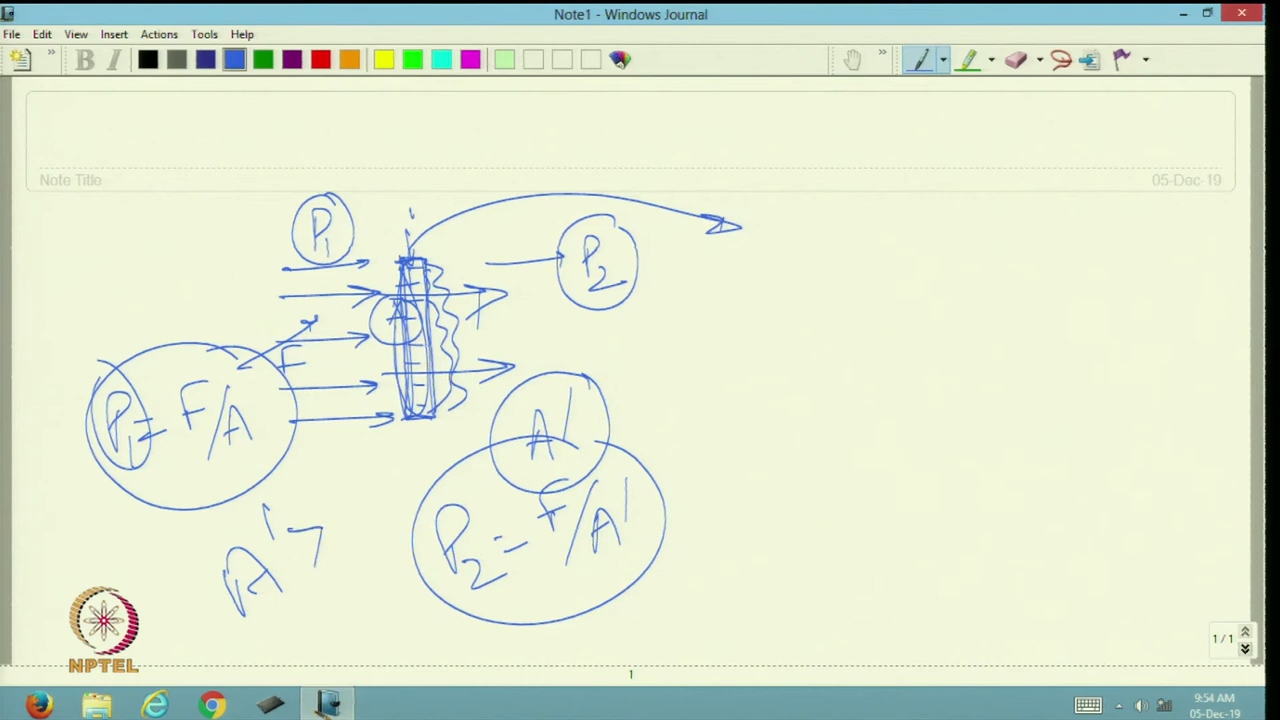 Note1 - Windows Journal
File Edit View Insert Actions Tools Help
B I
Note Title
05-Dec-19
P1
P2
A
F
P1 = F/A
A'
P2 = F/A'
A'
1 / 1
NPTEL
1
9:54 AM
05-Dec-19